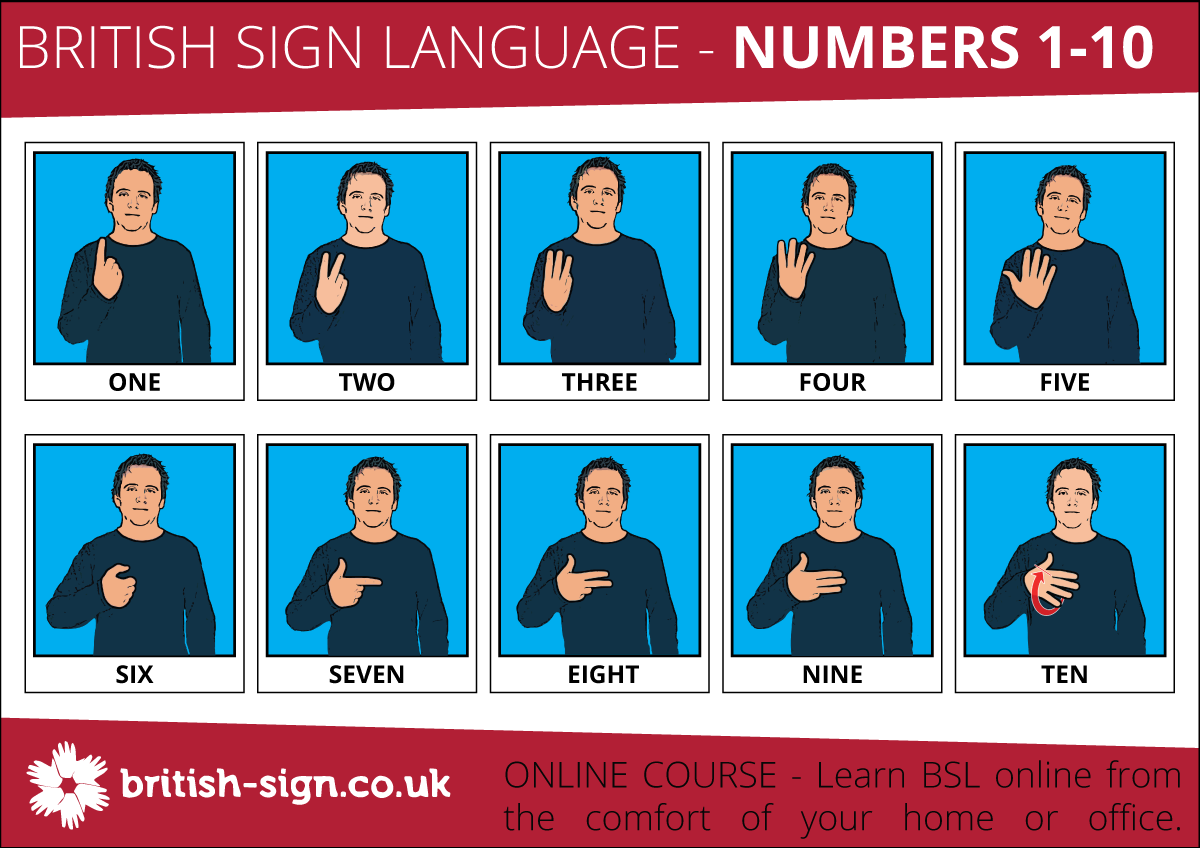 BRITISH SIGN LANGUAGE - NUMBERS 1-10
ONE
TWO
THREE
FOUR
FIVE
SIX
SEVEN
EIGHT
NINE
TEN
british-sign.co.uk
ONLINE COURSE - Learn BSL online from
the comfort of your home or office.